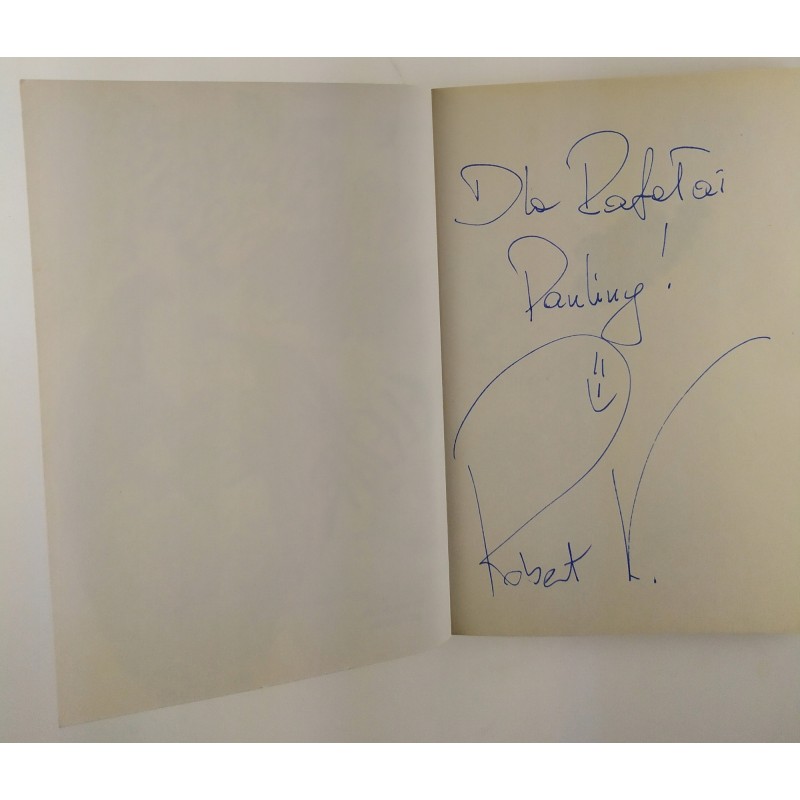 Dla Rafała i
Pauliny!
Robert K.